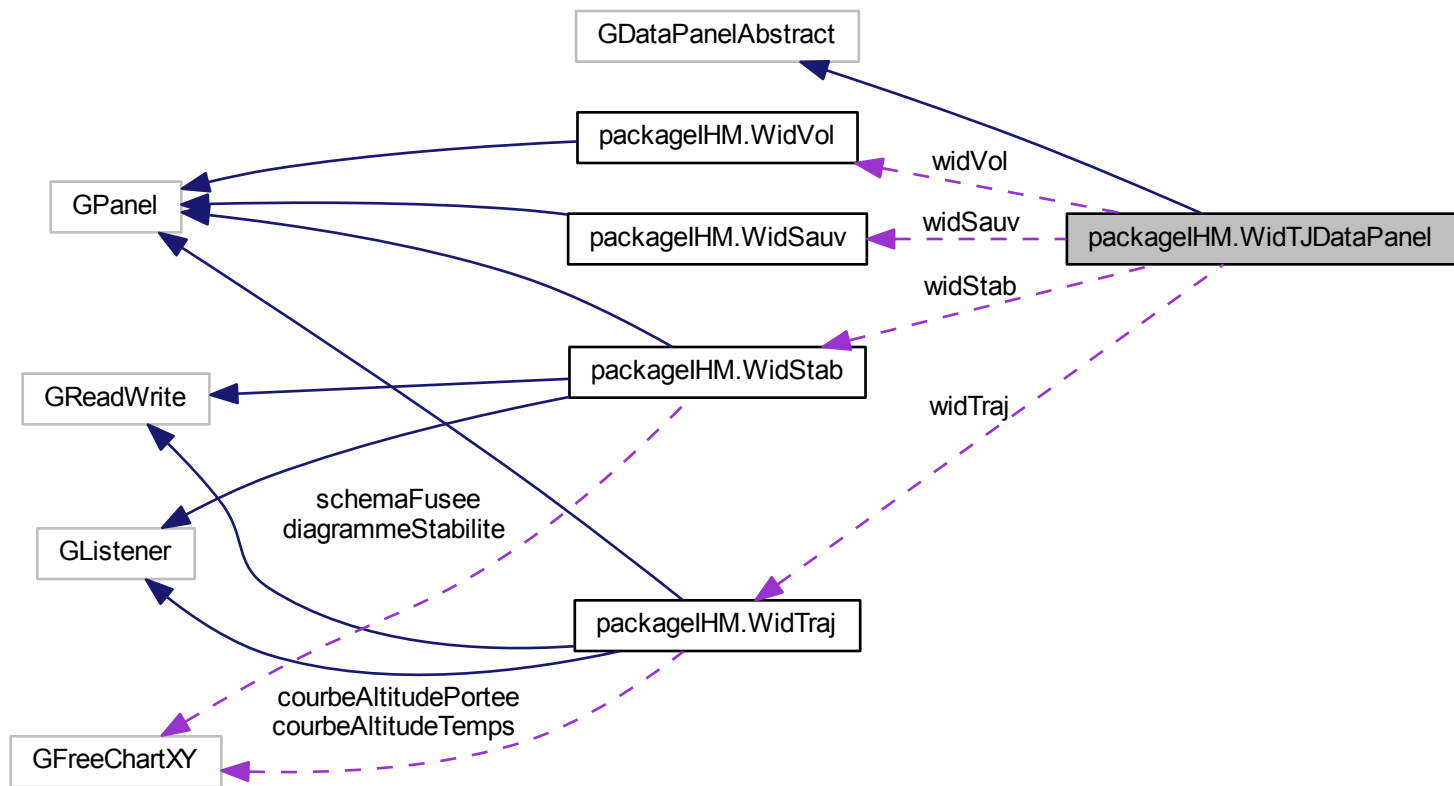 GDataPanelAbstract
packageIHM.WidVol
widVol
GPanel
packageIHM.WidSauv
widSauv
packageIHM.WidTJDataPanel
widStab
packageIHM.WidStab
GReadWrite
widTraj
schemaFusee
diagrammeStabilite
GListener
packageIHM.WidTraj
courbeAltitudePortee
courbeAltitudeTemps
GFreeChartXY